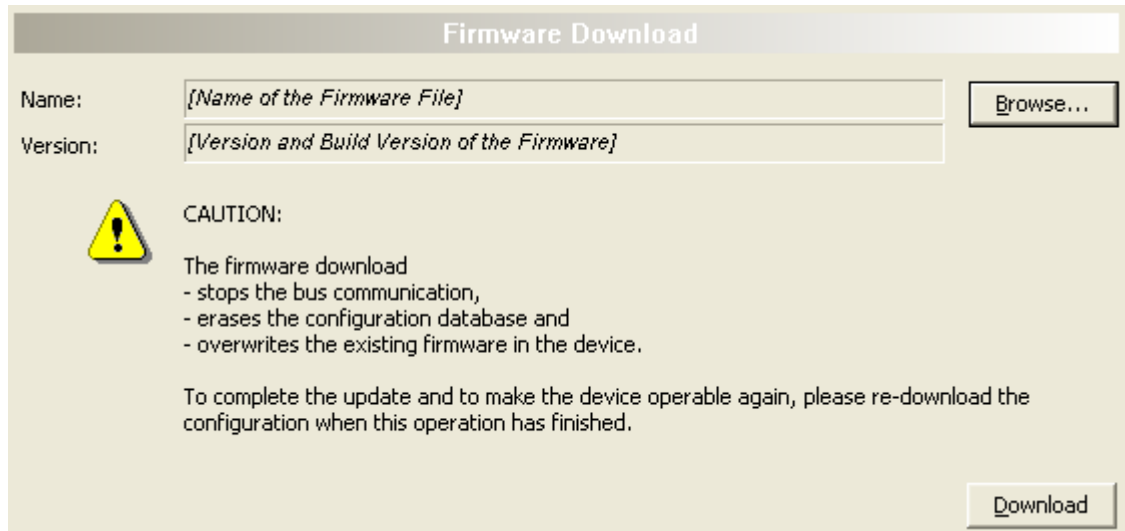 Firmware Download
Name: [Name of the Firmware File] Browse...
Version: [Version and Build Version of the Firmware]
CAUTION:
The firmware download
- stops the bus communication,
- erases the configuration database and
- overwrites the existing firmware in the device.
To complete the update and to make the device operable again, please re-download the
configuration when this operation has finished.
Download